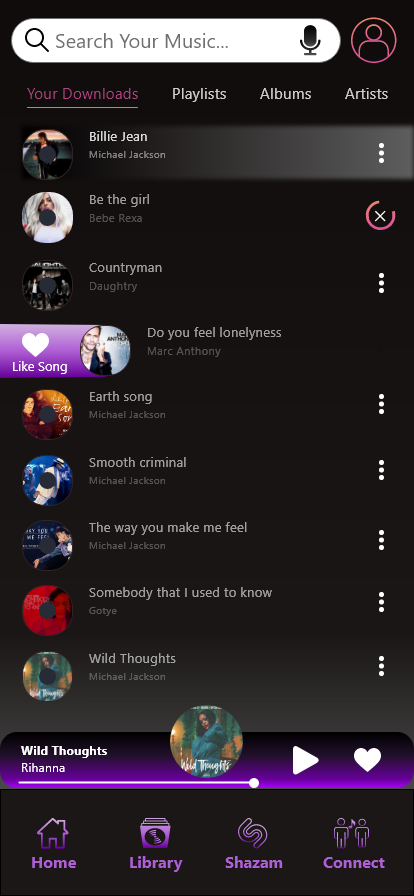 Search Your Music...
Your Downloads Playlists Albums Artists
Billie Jean
Michael Jackson
Be the girl
Bebe Rexa
Countryman
Daughtry
Do you feel lonelyness
Marc Anthony
Like Song
Earth song
Michael Jackson
Smooth criminal
Michael Jackson
The way you make me feel
Michael Jackson
Somebody that I used to know
Gotye
Wild Thoughts
Michael Jackson
Wild Thoughts
Rihanna
Wild Thoughts
Home Library Shazam Connect